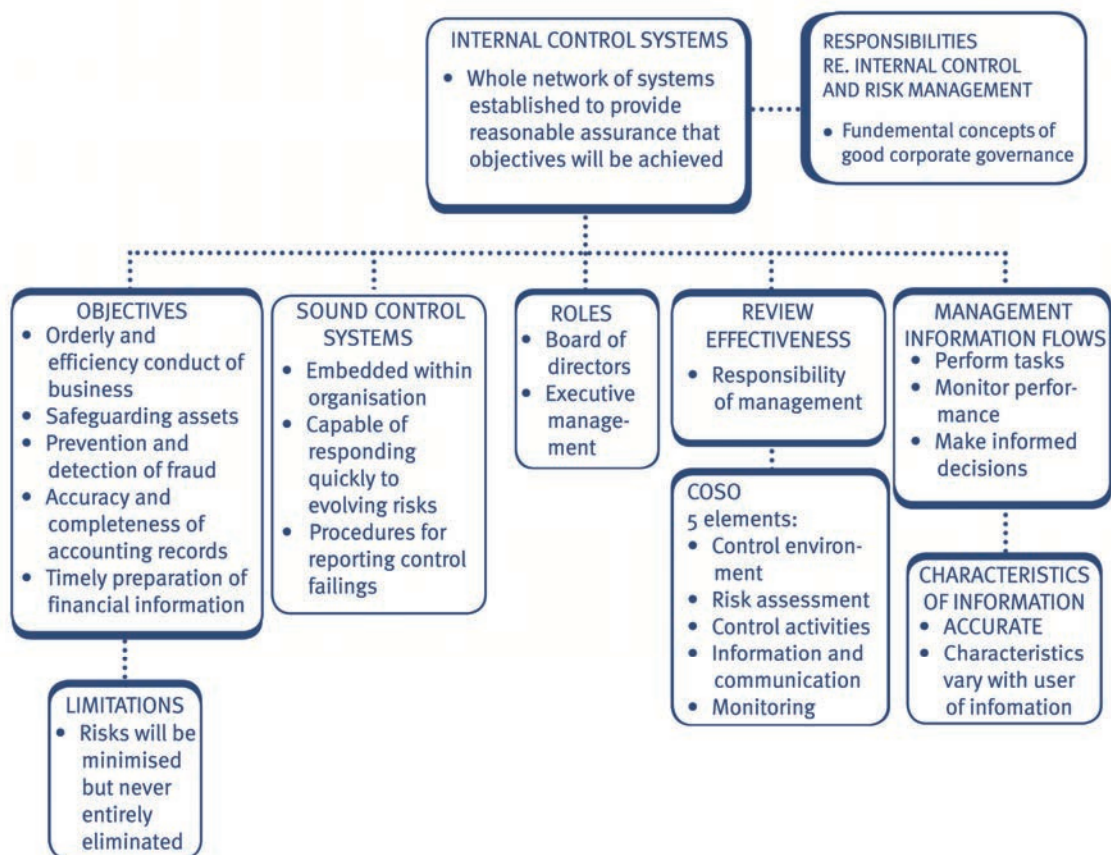 INTERNAL CONTROL SYSTEMS
• Whole network of systems
established to provide
reasonable assurance that
objectives will be achieved
RESPONSIBILITIES
RE. INTERNAL CONTROL
AND RISK MANAGEMENT
• Fundemental concepts of
good corporate governance
OBJECTIVES
• Orderly and
efficiency conduct of
business
• Safeguarding assets
• Prevention and
detection of fraud
• Accuracy and
completeness of
accounting records
• Timely preparation of
financial information
LIMITATIONS
• Risks will be
minimised
but never
entirely
eliminated
SOUND CONTROL
SYSTEMS
• Embedded within
organisation
• Capable of
responding
quickly to
evolving risks
• Procedures for
reporting control
failings
ROLES
• Board of
directors
• Executive
manage-
ment
REVIEW
EFFECTIVENESS
• Responsibility
of management
COSO
5 elements:
• Control environ-
ment
• Risk assessment
• Control activities
• Information and
communication
• Monitoring
MANAGEMENT
INFORMATION FLOWS
• Perform tasks
• Monitor perfor-
mance
• Make informed
decisions
CHARACTERISTICS
OF INFORMATION
• ACCURATE
• Characteristics
vary with user
of infomation